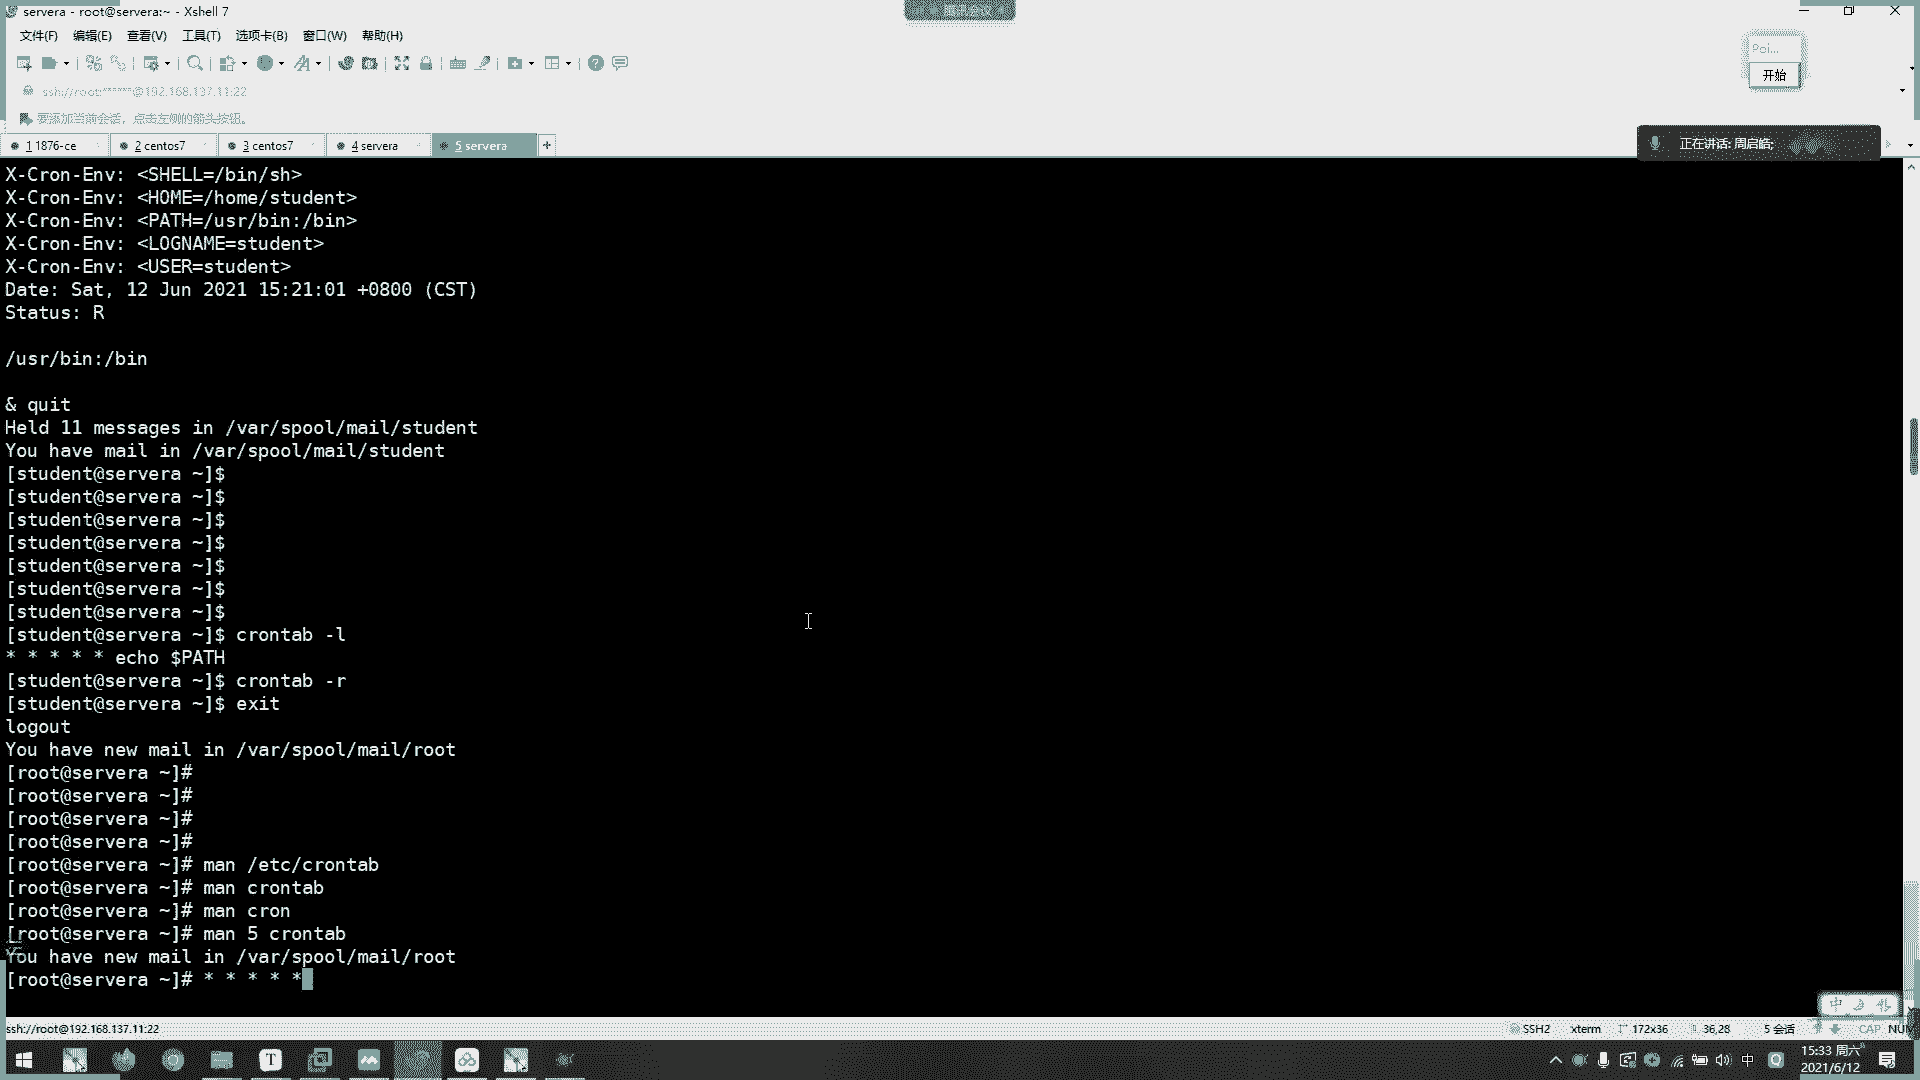 servera - root@servera:~ - Xshell 7
文件(F) 编辑(E) 查看(V) 工具(T) 选项卡(B) 窗口(W) 帮助(H)
Poi...
开始
ssh://root:******@192.168.137.11:22
要添加当前会话，点击左侧的箭头按钮。
正在讲话: 周启皓;
1 1876-ce 2 centos7 3 centos7 4 servera 5 servera +
X-Cron-Env: <SHELL=/bin/sh>
X-Cron-Env: <HOME=/home/student>
X-Cron-Env: <PATH=/usr/bin:/bin>
X-Cron-Env: <LOGNAME=student>
X-Cron-Env: <USER=student>
Date: Sat, 12 Jun 2021 15:21:01 +0800 (CST)
Status: R
/usr/bin:/bin
& quit
Held 11 messages in /var/spool/mail/student
You have mail in /var/spool/mail/student
[student@servera ~]$
[student@servera ~]$
[student@servera ~]$
[student@servera ~]$
[student@servera ~]$
[student@servera ~]$
[student@servera ~]$
[student@servera ~]$ crontab -l
* * * * * echo $PATH
[student@servera ~]$ crontab -r
[student@servera ~]$ exit
logout
You have new mail in /var/spool/mail/root
[root@servera ~]#
[root@servera ~]#
[root@servera ~]#
[root@servera ~]#
[root@servera ~]# man /etc/crontab
[root@servera ~]# man crontab
[root@servera ~]# man cron
[root@servera ~]# man 5 crontab
You have new mail in /var/spool/mail/root
[root@servera ~]# * * * * *
ssh://root@192.168.137.11:22 SSH2 xterm 172x36 36,28 5 会话 CAP NUM
中 15:33 周六
2021/6/12